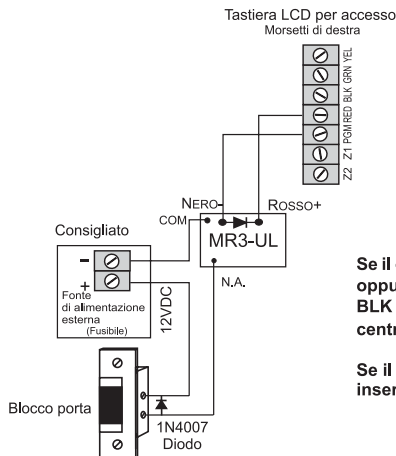 Tastiera LCD per accesso
Morsetti di destra
Z2 Z1 PGM RED BLK GRN YEL
NERO- ROSSO+
COM
MR3-UL
N.A.
Consigliato
-
+
Fonte
di alimentazione
esterna
(Fusibile)
12VDC
Blocco porta
1N4007
Diodo
Se il
oppu
BLK
centr
Se il
inser